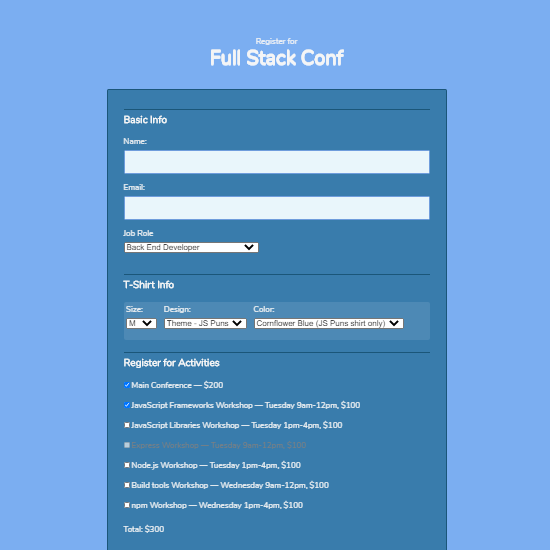 Register for
Full Stack Conf
Basic Info
Name:
Email:
Job Role
Back End Developer
T-Shirt Info
Size: Design: Color:
M Theme - JS Puns Cornflower Blue (JS Puns shirt only)
Register for Activities
Main Conference — $200
JavaScript Frameworks Workshop — Tuesday 9am-12pm, $100
JavaScript Libraries Workshop — Tuesday 1pm-4pm, $100
Express Workshop — Tuesday 9am-12pm, $100
Node.js Workshop — Tuesday 1pm-4pm, $100
Build tools Workshop — Wednesday 9am-12pm, $100
npm Workshop — Wednesday 1pm-4pm, $100
Total: $300